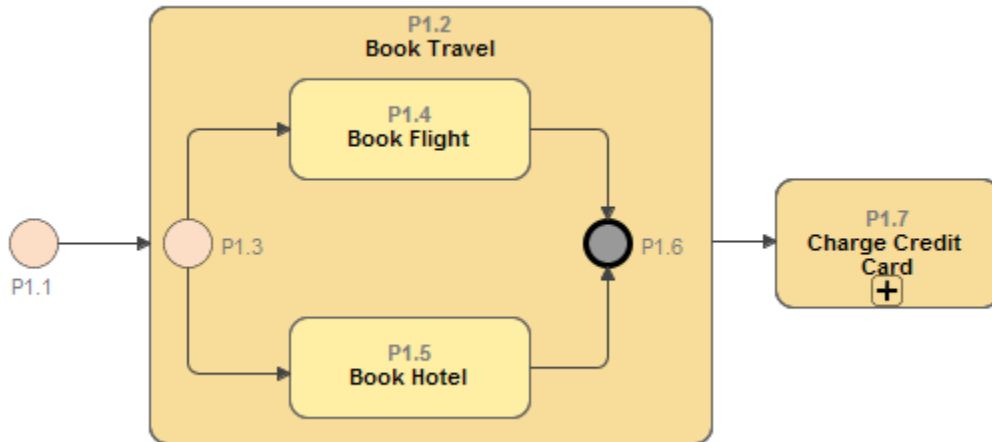 P1.2
Book Travel
P1.4
Book Flight
P1.1
P1.3
P1.6
P1.7
Charge Credit
Card
P1.5
Book Hotel